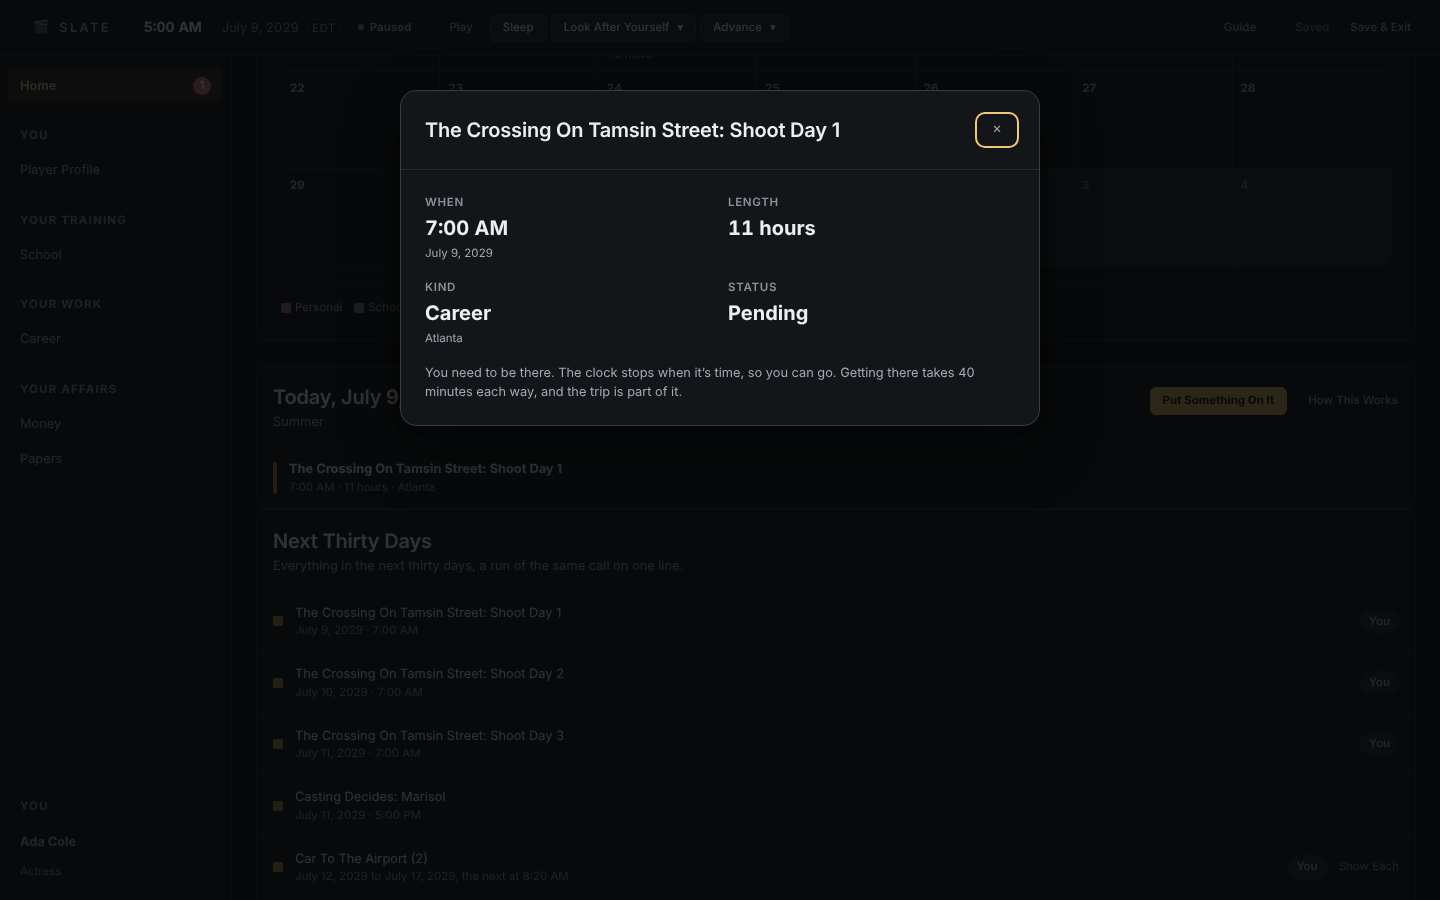 SLATE
5:00 AM
July 9, 2029
EDT
Paused
Play
Sleep
Look After Yourself
Advance
Guide
Saved
Save & Exit
Home
1
YOU
Player Profile
YOUR TRAINING
School
YOUR WORK
Career
YOUR AFFAIRS
Money
Papers
YOU
Ada Cole
Actress
22
23
24
25
26
27
28
29
3
4
Personal
The Crossing On Tamsin Street: Shoot Day 1
×
WHEN
7:00 AM
July 9, 2029
LENGTH
11 hours
KIND
Career
Atlanta
STATUS
Pending
You need to be there. The clock stops when it's time, so you can go. Getting there takes 40
minutes each way, and the trip is part of it.
Today, July 9
Summer
Put Something On It
How This Works
The Crossing On Tamsin Street: Shoot Day 1
7:00 AM · 11 hours · Atlanta
Next Thirty Days
Everything in the next thirty days, a run of the same call on one line.
The Crossing On Tamsin Street: Shoot Day 1
July 9, 2029 · 7:00 AM
You
The Crossing On Tamsin Street: Shoot Day 2
July 10, 2029 · 7:00 AM
You
The Crossing On Tamsin Street: Shoot Day 3
July 11, 2029 · 7:00 AM
You
Casting Decides: Marisol
July 11, 2029 · 5:00 PM
Car To The Airport (2)
July 12, 2029 to July 17, 2029, the next at 8:20 AM
You
Show Each